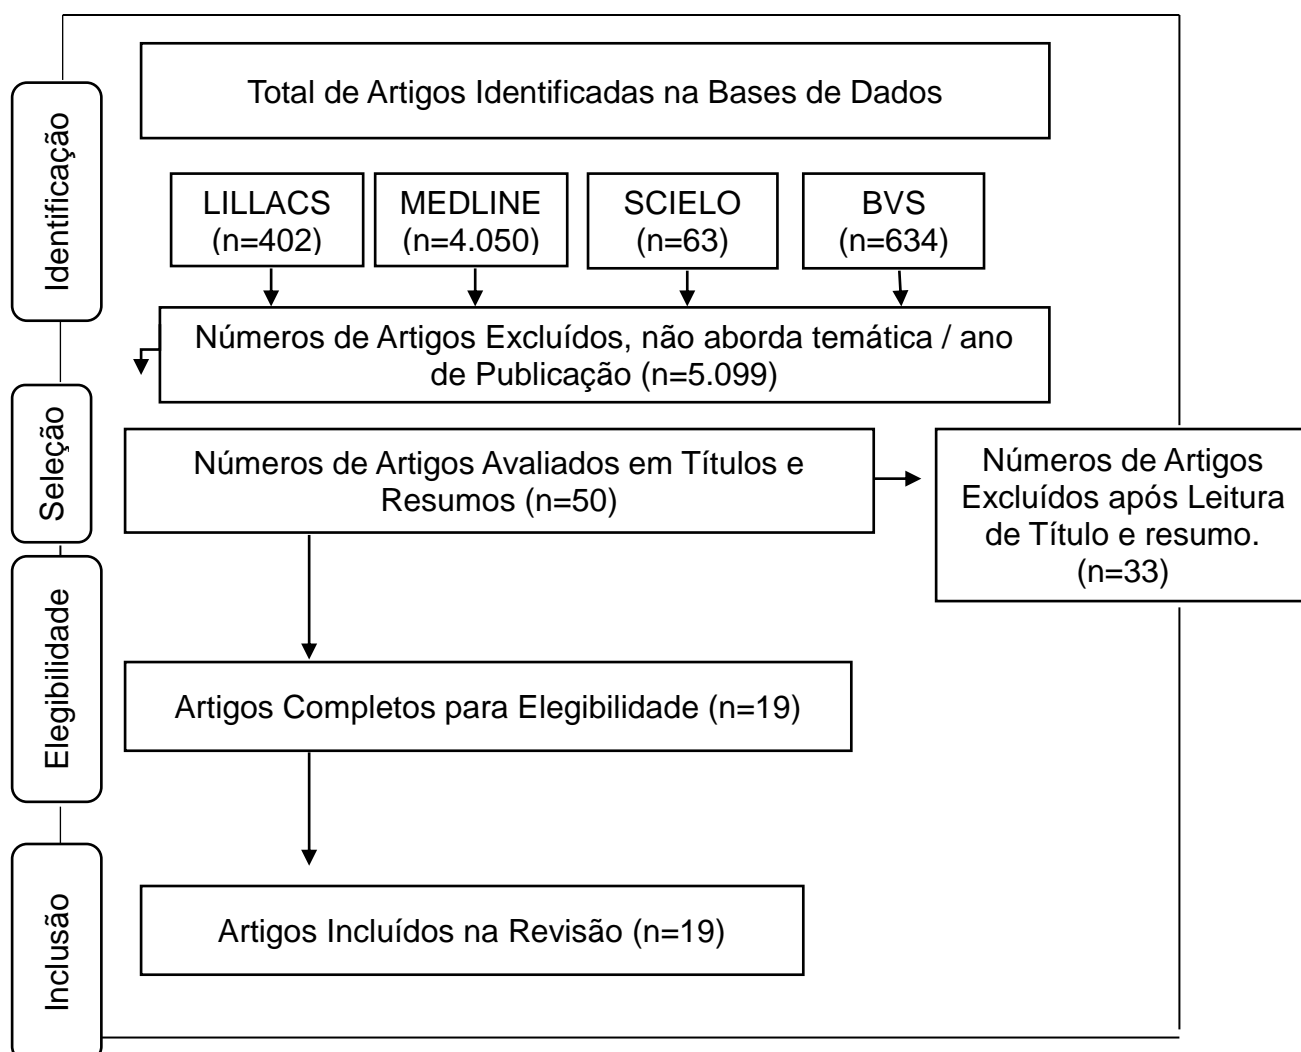 Identificação
Total de Artigos Identificadas na Bases de Dados
LILLACS
(n=402)
MEDLINE
(n=4.050)
SCIELO
(n=63)
BVS
(n=634)
Números de Artigos Excluídos, não aborda temática / ano
de Publicação (n=5.099)
Seleção
Números de Artigos Avaliados em Títulos e
Resumos (n=50)
Números de Artigos
Excluídos após Leitura
de Título e resumo.
(n=33)
Elegibilidade
Artigos Completos para Elegibilidade (n=19)
Inclusão
Artigos Incluídos na Revisão (n=19)